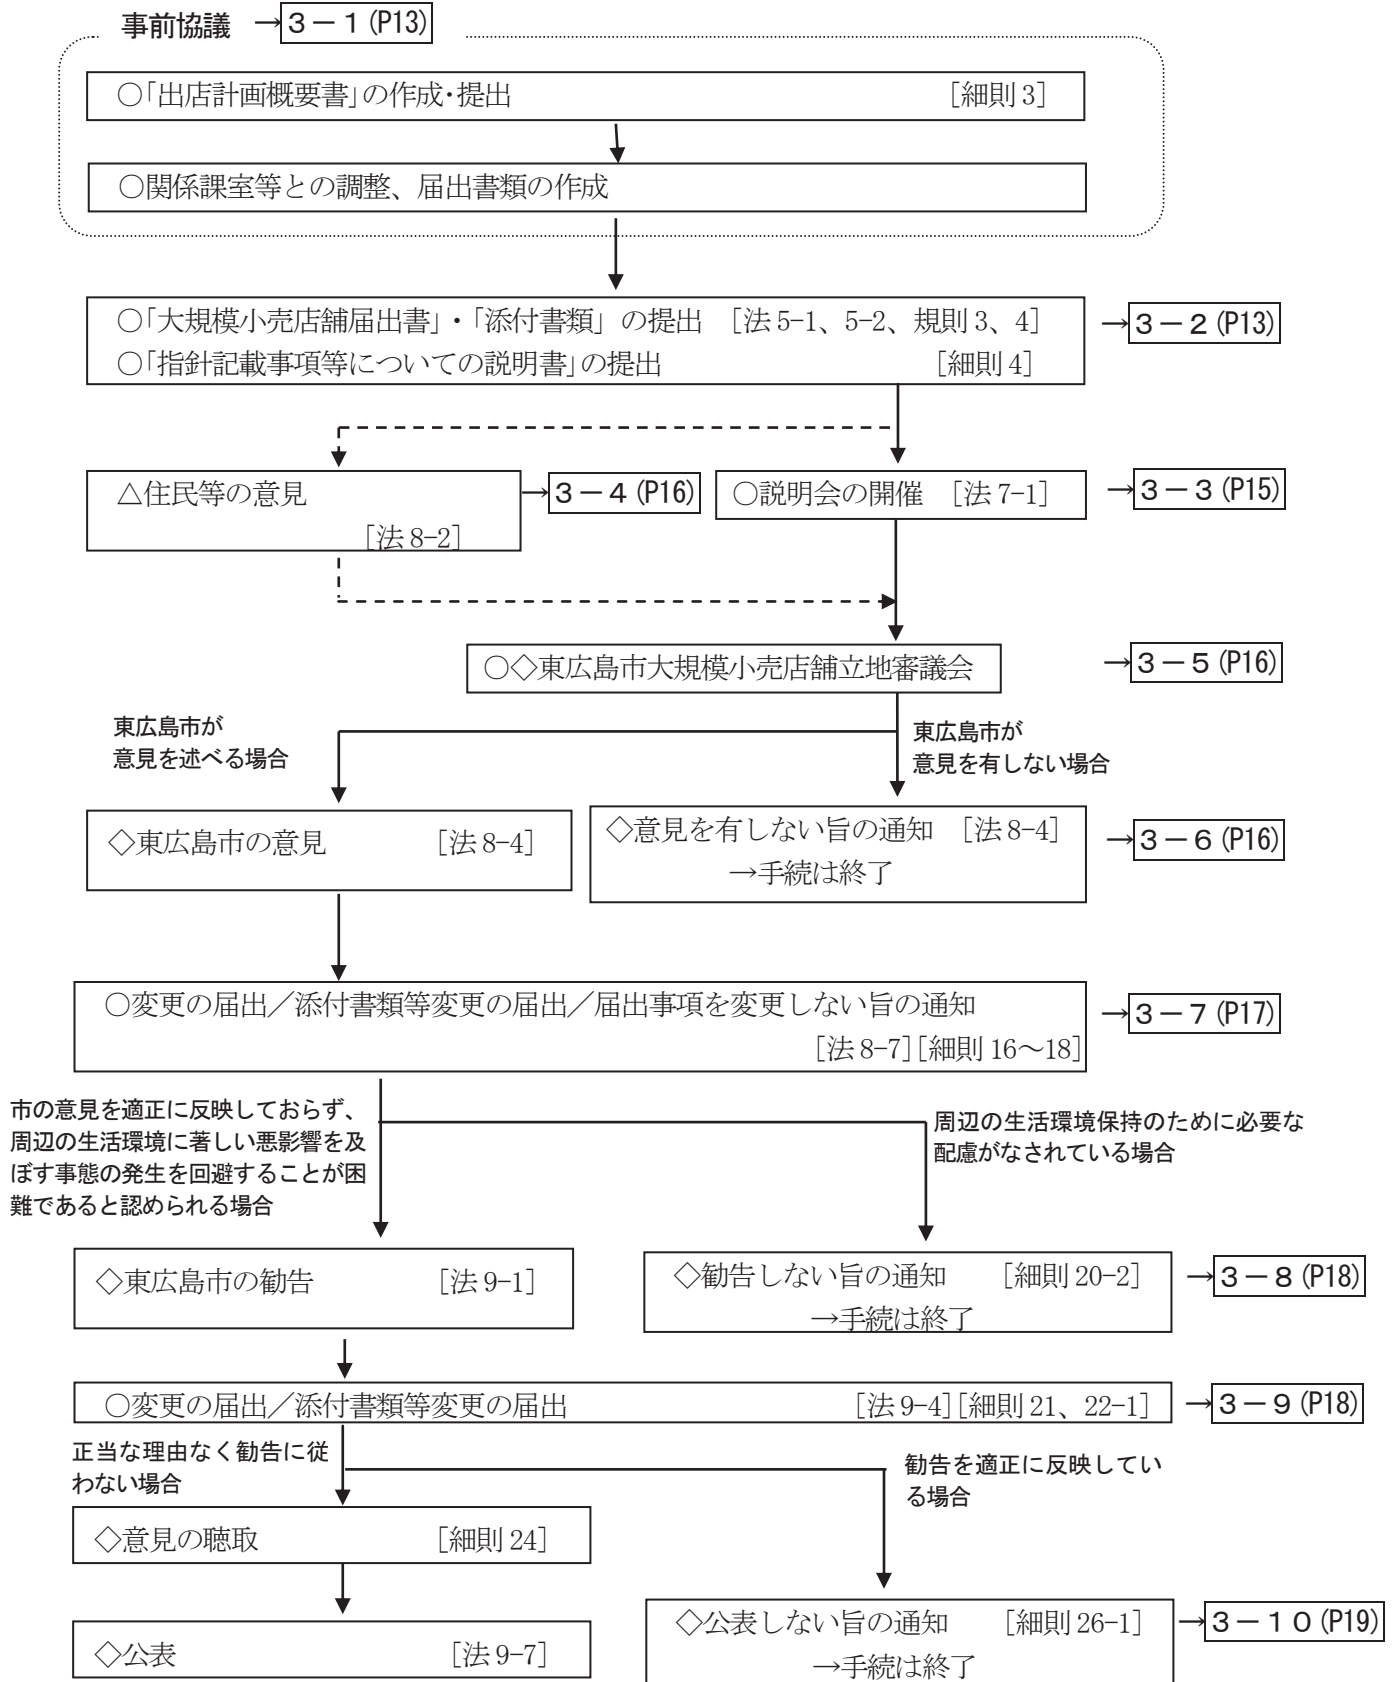 事前協議 →3－1(P13)
○「出店計画概要書」の作成・提出 [細則3]
○関係課室等との調整、届出書類の作成
○「大規模小売店舗届出書」・「添付書類」の提出 [法5-1、5-2、規則3、4]
→3－2(P13)
○「指針記載事項等についての説明書」の提出 [細則4]
△住民等の意見
[法8-2]
→3－4(P16)
○説明会の開催 [法7-1]
→3－3(P15)
○◇東広島市大規模小売店舗立地審議会
→3－5(P16)
東広島市が
意見を述べる場合
東広島市が
意見を有しない場合
◇東広島市の意見 [法8-4]
◇意見を有しない旨の通知 [法8-4]
→手続は終了
→3－6(P16)
○変更の届出／添付書類等変更の届出／届出事項を変更しない旨の通知
[法8-7][細則16～18]
→3－7(P17)
市の意見を適正に反映しておらず、
周辺の生活環境に著しい悪影響を及
ぼす事態の発生を回避することが困
難であると認められる場合
周辺の生活環境保持のために必要な
配慮がなされている場合
◇東広島市の勧告 [法9-1]
◇勧告しない旨の通知 [細則20-2]
→手続は終了
→3－8(P18)
○変更の届出／添付書類等変更の届出 [法9-4][細則21、22-1]
→3－9(P18)
正当な理由なく勧告に従
わない場合
勧告を適正に反映してい
る場合
◇意見の聴取 [細則24]
◇公表 [法9-7]
◇公表しない旨の通知 [細則26-1]
→手続は終了
→3－10(P19)